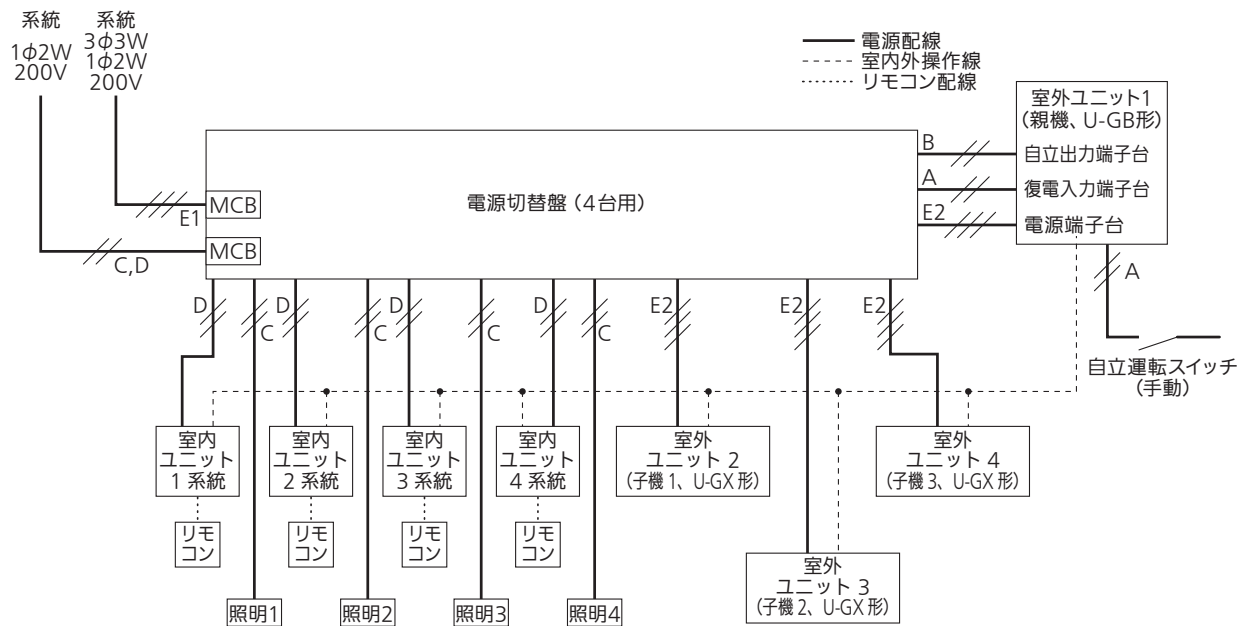 系統
1φ2W
200V
系統
3φ3W
1φ2W
200V
電源配線
室内外操作線
リモコン配線
室外ユニット1
(親機、U-GB形)
自立出力端子台
復電入力端子台
電源端子台
B
A
E2
電源切替盤（4台用）
MCB
E1
MCB
C,D
A
自立運転スイッチ
(手動)
D
C
D
C
D
C
D
C
E2
E2
E2
室内
ユニット
1 系統
室内
ユニット
2 系統
室内
ユニット
3 系統
室内
ユニット
4 系統
室外
ユニット 2
(子機 1、U-GX 形)
室外
ユニット 4
(子機 3、U-GX 形)
リモ
コン
リモ
コン
リモ
コン
リモ
コン
室外
ユニット 3
(子機 2、U-GX 形)
照明1
照明2
照明3
照明4